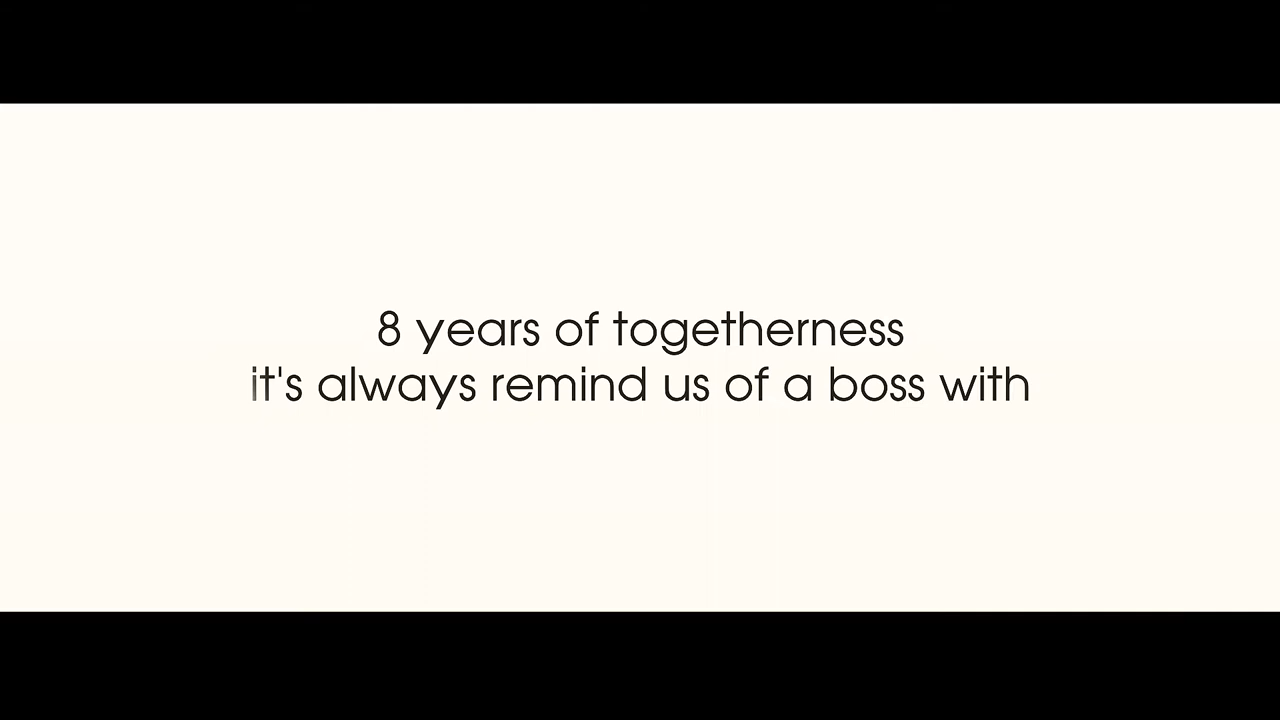 8 years of togetherness
it's always remind us of a boss with